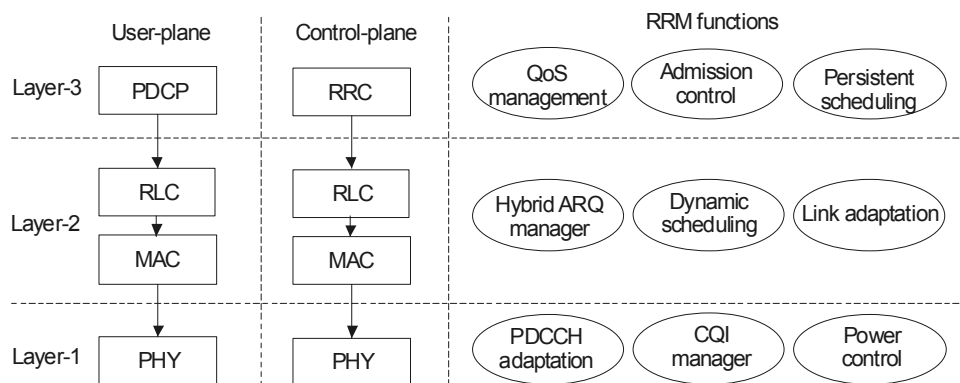 User-plane
Control-plane
RRM functions
Layer-3
PDCP
RRC
QoS
management
Admission
control
Persistent
scheduling
Layer-2
RLC
RLC
MAC
MAC
Hybrid ARQ
manager
Dynamic
scheduling
Link adaptation
Layer-1
PHY
PHY
PDCCH
adaptation
CQI
manager
Power
control